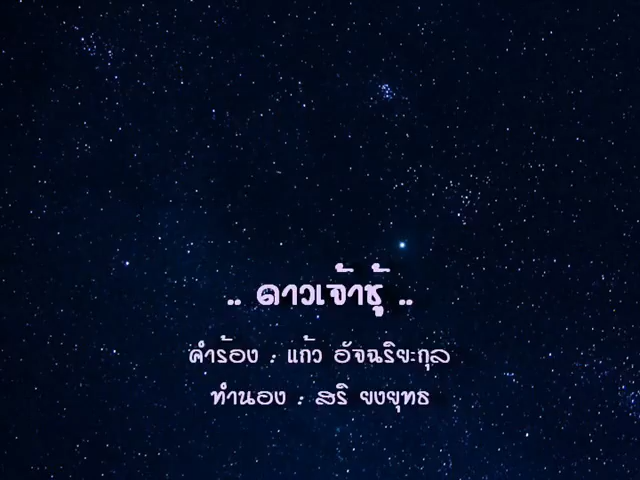 .. ดาวเจ้าชู้ ..
คำร้อง : แก้ว อัจฉริยะกุล
ทำนอง : สริ ยงยุทธ